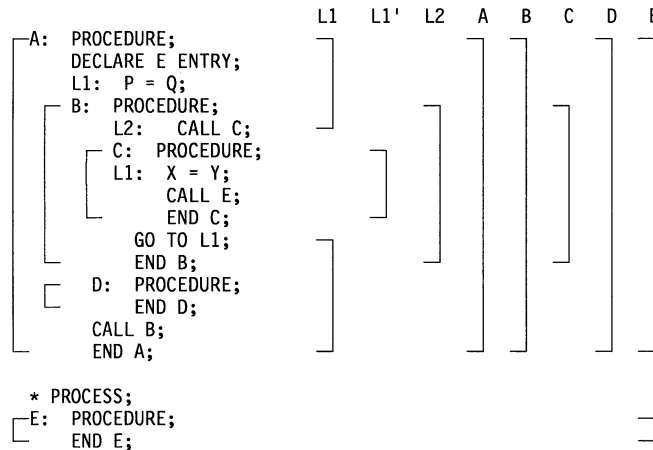 L1 L1' L2 A B C D E
A: PROCEDURE;
DECLARE E ENTRY;
L1: P = Q;
B: PROCEDURE;
L2: CALL C;
C: PROCEDURE;
L1: X = Y;
CALL E;
END C;
GO TO L1;
END B;
D: PROCEDURE;
END D;
CALL B;
END A;
* PROCESS;
E: PROCEDURE;
END E;